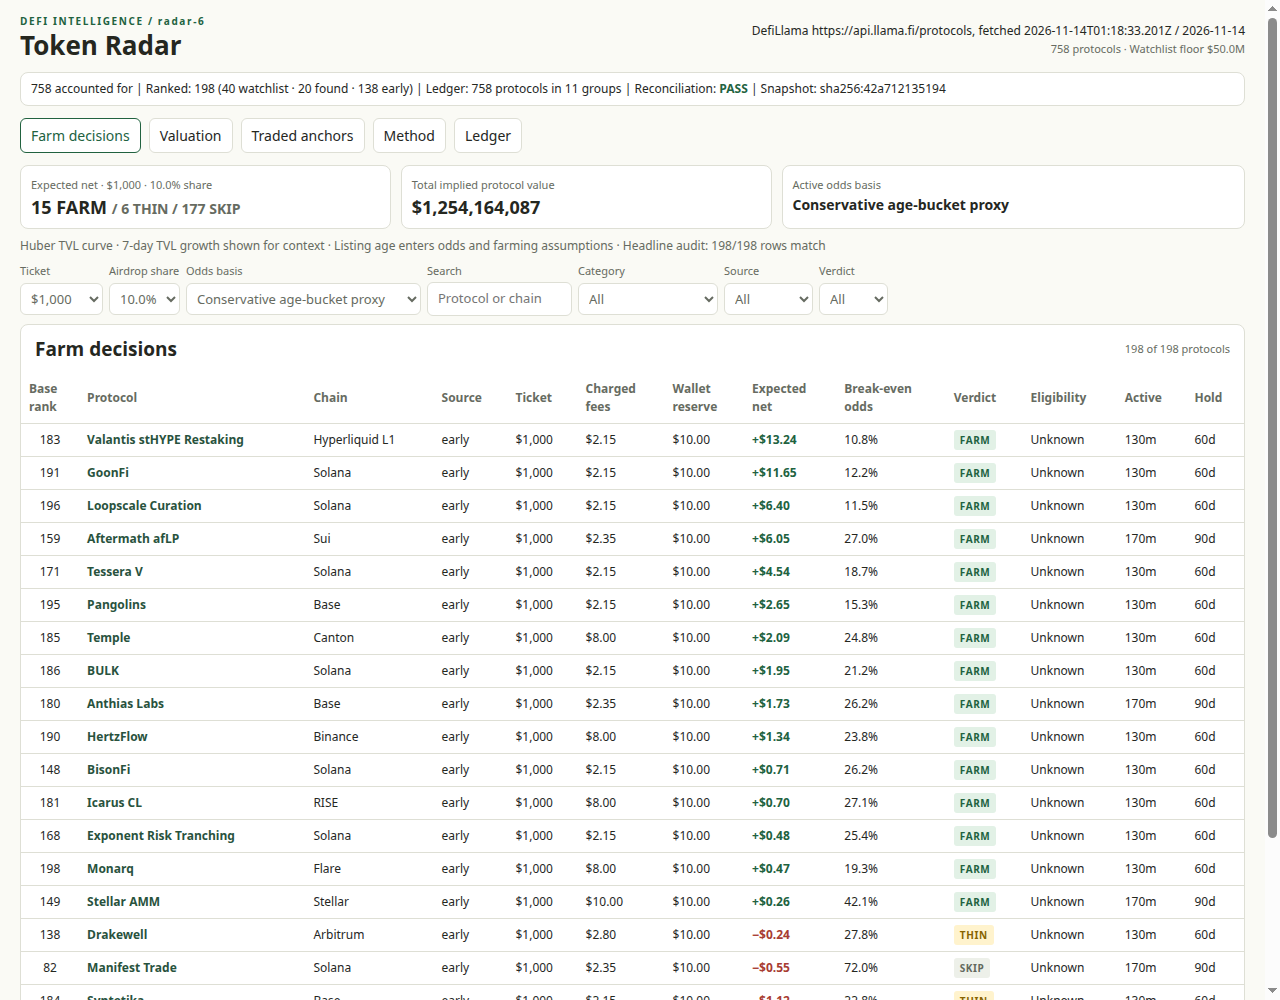 DEFI INTELLIGENCE / radar-6
Token Radar
DefiLlama https://api.llama.fi/protocols, fetched 2026-11-14T01:18:33.201Z / 2026-11-14
758 protocols · Watchlist floor $50.0M
758 accounted for | Ranked: 198 (40 watchlist · 20 found · 138 early) | Ledger: 758 protocols in 11 groups | Reconciliation: PASS | Snapshot: sha256:42a712135194
Farm decisions Valuation Traded anchors Method Ledger
Expected net · $1,000 · 10.0% share
15 FARM / 6 THIN / 177 SKIP
Total implied protocol value
$1,254,164,087
Active odds basis
Conservative age-bucket proxy
Huber TVL curve · 7-day TVL growth shown for context · Listing age enters odds and farming assumptions · Headline audit: 198/198 rows match
Ticket Airdrop share Odds basis Search Category Source Verdict
$1,000 10.0% Conservative age-bucket proxy Protocol or chain All All All
Farm decisions
198 of 198 protocols
Base rank Protocol Chain Source Ticket Charged fees Wallet reserve Expected net Break-even odds Verdict Eligibility Active Hold
183 Valantis stHYPE Restaking Hyperliquid L1 early $1,000 $2.15 $10.00 +$13.24 10.8% FARM Unknown 130m 60d
191 GoonFi Solana early $1,000 $2.15 $10.00 +$11.65 12.2% FARM Unknown 130m 60d
196 Loopscale Curation Solana early $1,000 $2.15 $10.00 +$6.40 11.5% FARM Unknown 130m 60d
159 Aftermath afLP Sui early $1,000 $2.35 $10.00 +$6.05 27.0% FARM Unknown 170m 90d
171 Tessera V Solana early $1,000 $2.15 $10.00 +$4.54 18.7% FARM Unknown 130m 60d
195 Pangolins Base early $1,000 $2.15 $10.00 +$2.65 15.3% FARM Unknown 130m 60d
185 Temple Canton early $1,000 $8.00 $10.00 +$2.09 24.8% FARM Unknown 130m 60d
186 BULK Solana early $1,000 $2.15 $10.00 +$1.95 21.2% FARM Unknown 130m 60d
180 Anthias Labs Base early $1,000 $2.35 $10.00 +$1.73 26.2% FARM Unknown 170m 90d
190 HertzFlow Binance early $1,000 $8.00 $10.00 +$1.34 23.8% FARM Unknown 130m 60d
148 BisonFi Solana early $1,000 $2.15 $10.00 +$0.71 26.2% FARM Unknown 130m 60d
181 Icarus CL RISE early $1,000 $8.00 $10.00 +$0.70 27.1% FARM Unknown 130m 60d
168 Exponent Risk Tranching Solana early $1,000 $2.15 $10.00 +$0.48 25.4% FARM Unknown 130m 60d
198 Monarq Flare early $1,000 $8.00 $10.00 +$0.47 19.3% FARM Unknown 130m 60d
149 Stellar AMM Stellar early $1,000 $10.00 $10.00 +$0.26 42.1% FARM Unknown 170m 90d
138 Drakewell Arbitrum early $1,000 $2.80 $10.00 −$0.24 27.8% THIN Unknown 130m 60d
82 Manifest Trade Solana early $1,000 $2.35 $10.00 −$0.55 72.0% SKIP Unknown 170m 90d